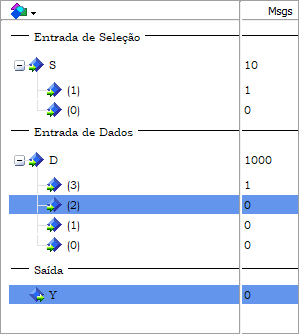 Msgs
Entrada de Seleção
S 10
(1) 1
(0) 0
Entrada de Dados
D 1000
(3) 1
(2) 0
(1) 0
(0) 0
Saída
Y 0